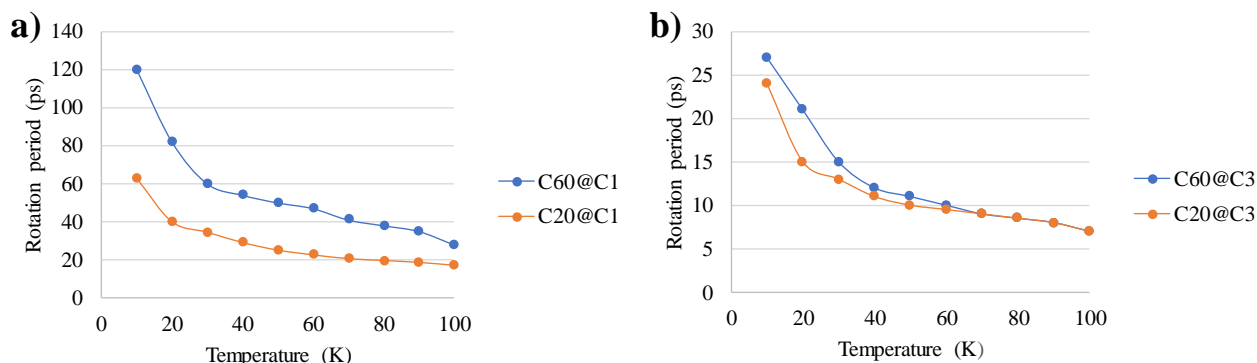 a)
140
120
100
80
60
40
20
0
0 20 40 60 80 100
Rotation period (ps)
Temperature (K)
C60@C1
C20@C1
b)
30
25
20
15
10
5
0
0 20 40 60 80 100
Rotation period (ps)
Temperature (K)
C60@C3
C20@C3